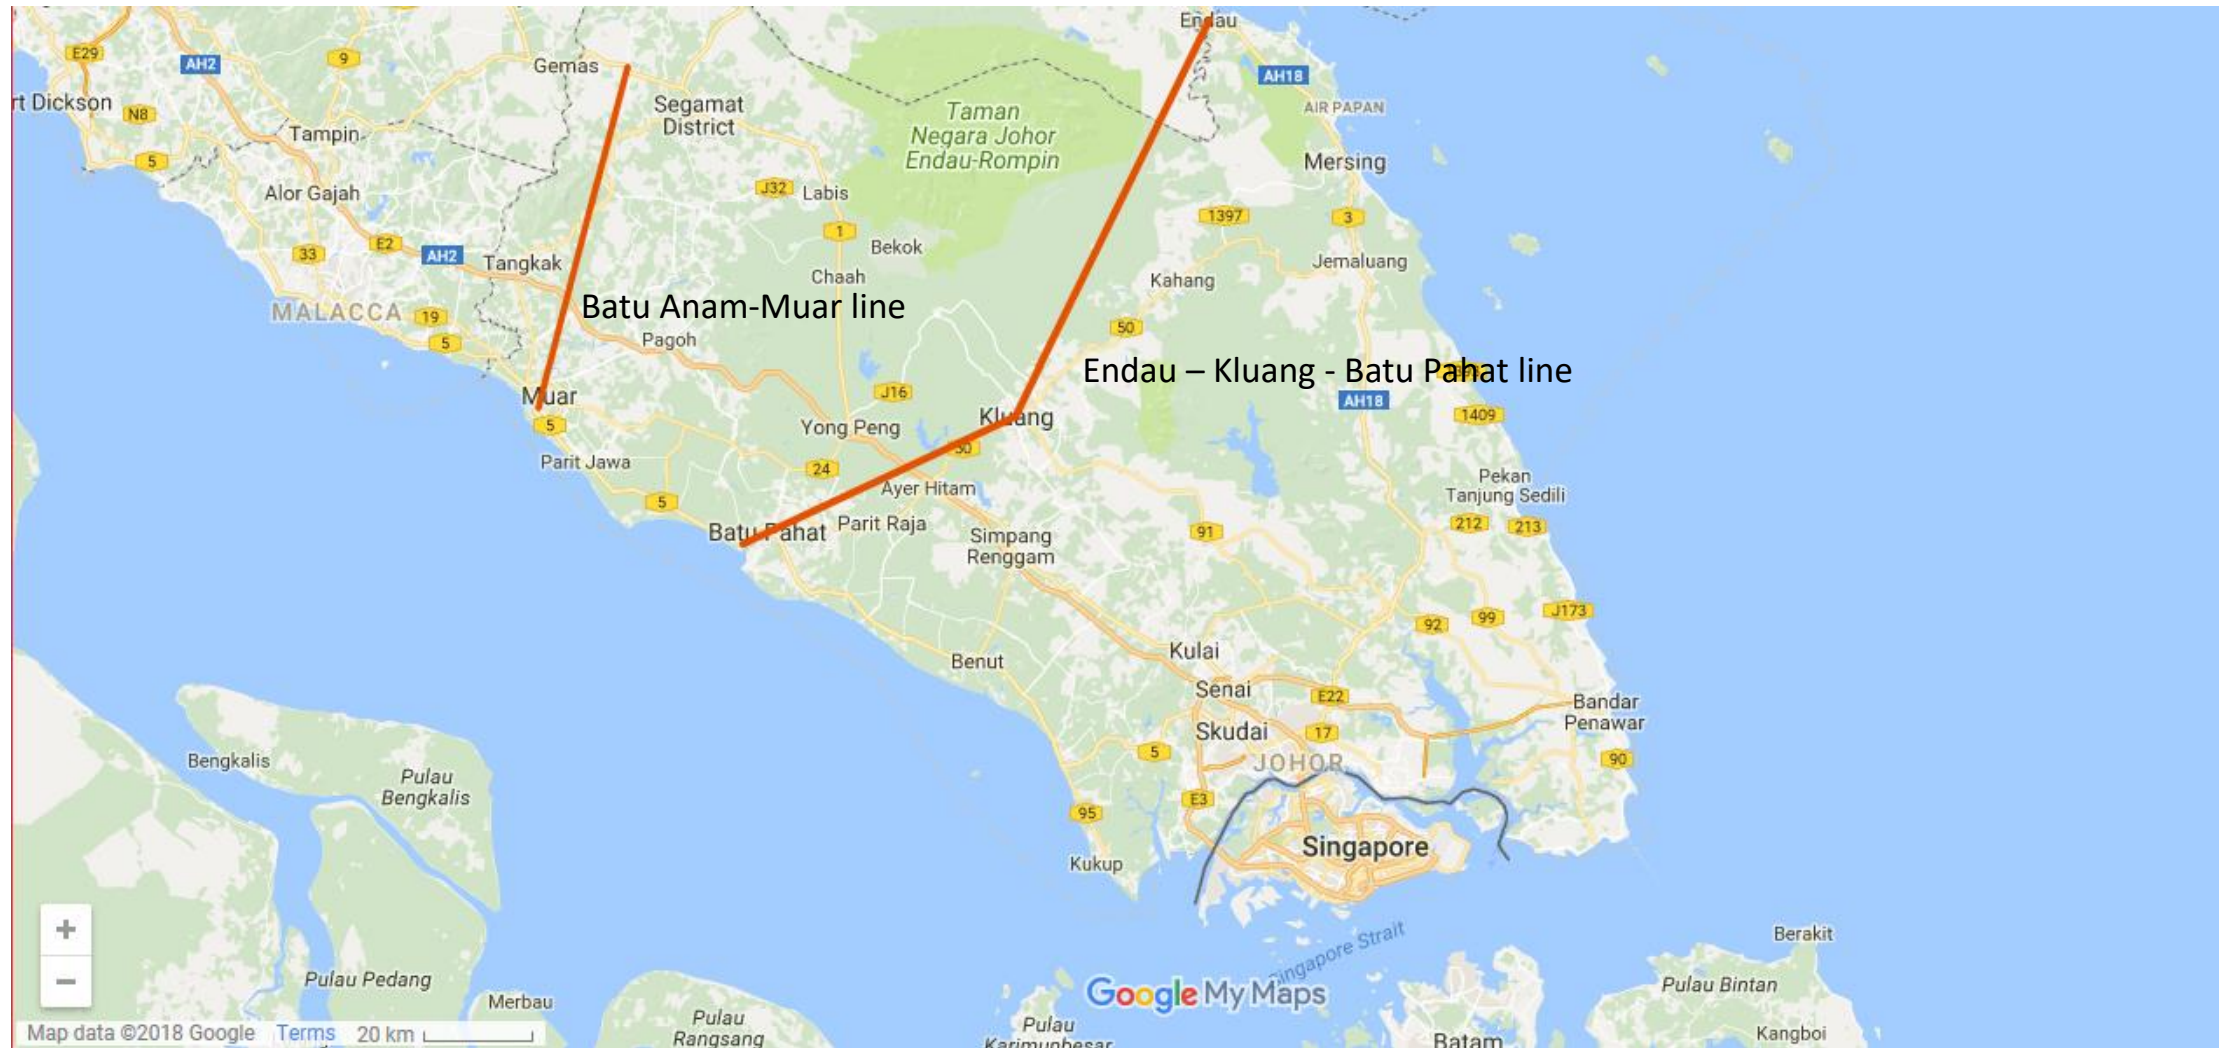 Endau
E29
AH2
9
Gemas
AH18
rt Dickson
N8
Segamat
District
Taman
Negara Johor
Endau-Rompin
AIR PAPAN
Tampin
5
Mersing
Alor Gajah
J32
Labis
1397
3
1
33
E2
AH2
Tangkak
Bekok
Chaah
Kahang
Jemaluang
MALACCA
19
Batu Anam-Muar line
5
Pagoh
50
Endau – Kluang - Batu Pahat line
Muar
J16
AH18
1409
5
Yong Peng
Kluang
50
Parit Jawa
24
Ayer Hitam
Pekan
Tanjung Sedili
5
Batu Pahat
Parit Raja
Simpang
Renggam
91
212
213
J173
99
92
Benut
Kulai
Senai
E22
Bandar
Penawar
Skudai
17
Bengkalis
5
JOHOR
90
Pulau
Bengkalis
E3
95
Singapore
Kukup
+
Singapore Strait
Berakit
−
Pulau Pedang
Google My Maps
Pulau Bintan
Merbau
Pulau
Rangsang
Pulau
Karimunbesar
Batam
Kangboi
Map data ©2018 Google Terms 20 km